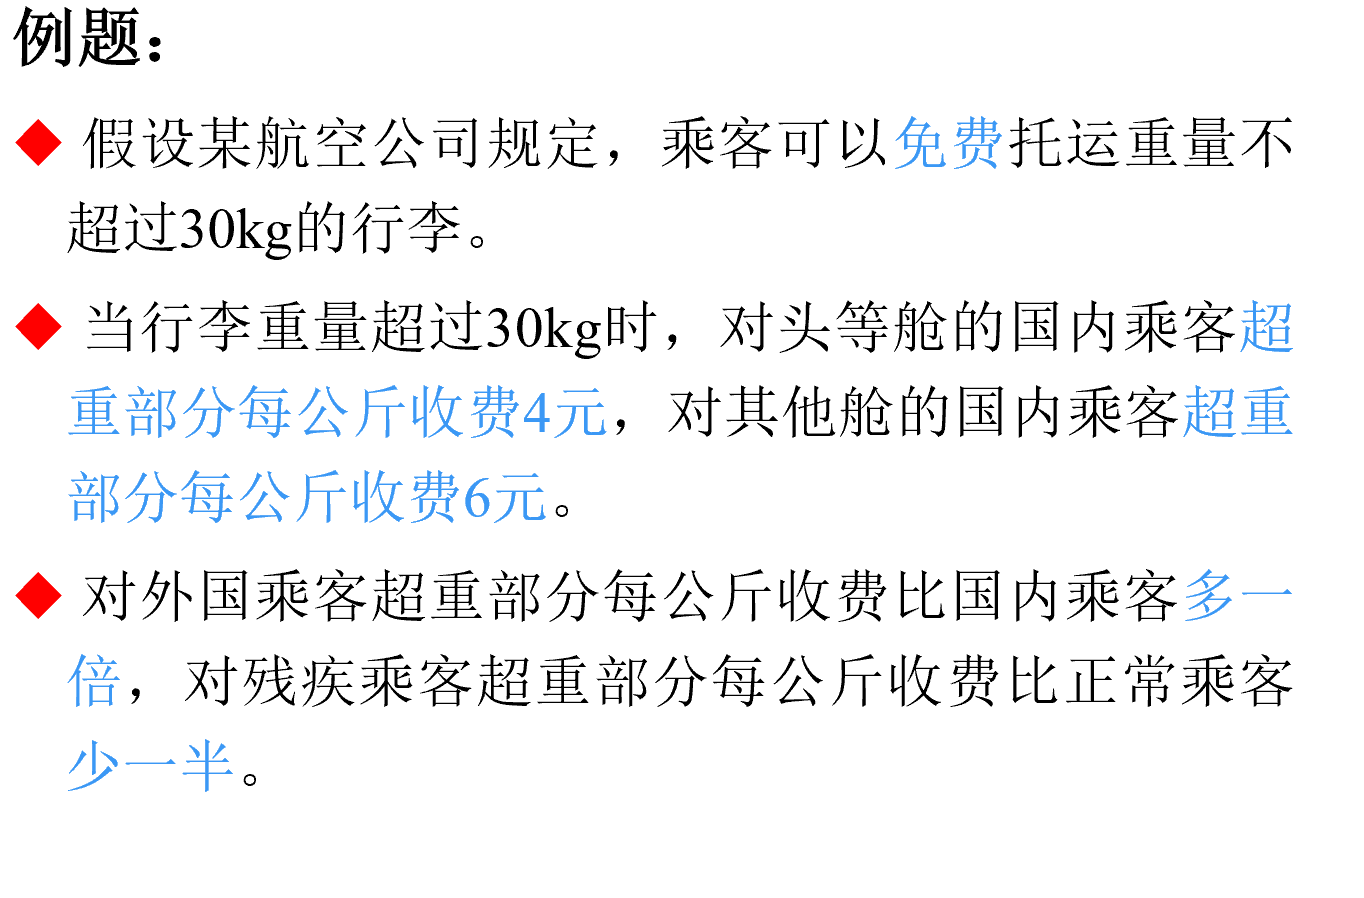 例题：
◆ 假设某航空公司规定，乘客可以免费托运重量不
超过30kg的行李。
◆ 当行李重量超过30kg时，对头等舱的国内乘客超
重部分每公斤收费4元，对其他舱的国内乘客超重
部分每公斤收费6元。
◆ 对外国乘客超重部分每公斤收费比国内乘客多一
倍，对残疾乘客超重部分每公斤收费比正常乘客
少一半。